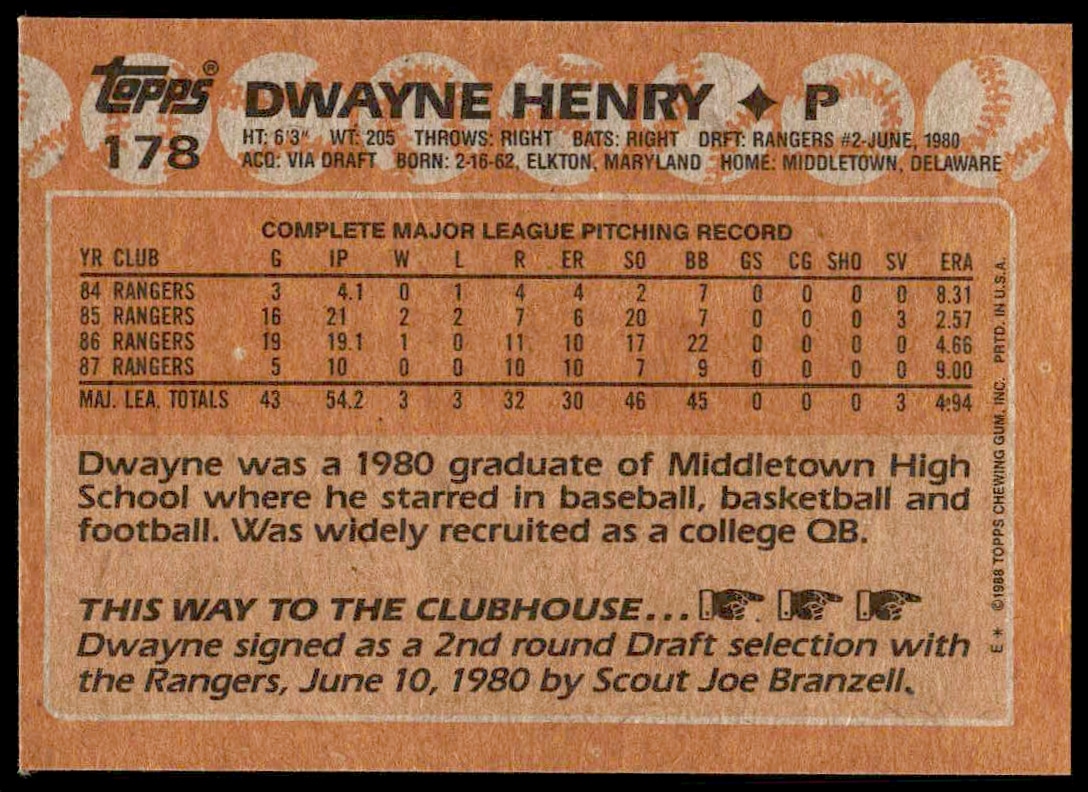 topps®
178
DWAYNE HENRY ✦ P
HT: 6'3" WT: 205 THROWS: RIGHT BATS: RIGHT DRFT: RANGERS #2-JUNE, 1980
ACQ: VIA DRAFT BORN: 2-16-62, ELKTON, MARYLAND HOME: MIDDLETOWN, DELAWARE
COMPLETE MAJOR LEAGUE PITCHING RECORD
YR CLUB G IP W L R ER SO BB GS CG SHO SV ERA
84 RANGERS 3 4.1 0 1 4 4 2 7 0 0 0 0 8.31
85 RANGERS 16 21 2 2 7 6 20 7 0 0 0 3 2.57
86 RANGERS 19 19.1 1 0 11 10 17 22 0 0 0 0 4.66
87 RANGERS 5 10 0 0 10 10 7 9 0 0 0 0 9.00
MAJ. LEA. TOTALS 43 54.2 3 3 32 30 46 45 0 0 0 3 4.94
Dwayne was a 1980 graduate of Middletown High
School where he starred in baseball, basketball and
football. Was widely recruited as a college QB.
THIS WAY TO THE CLUBHOUSE...
Dwayne signed as a 2nd round Draft selection with
the Rangers, June 10, 1980 by Scout Joe Branzell.
E* ©1988 TOPPS CHEWING GUM, INC. PRTD. IN U.S.A.